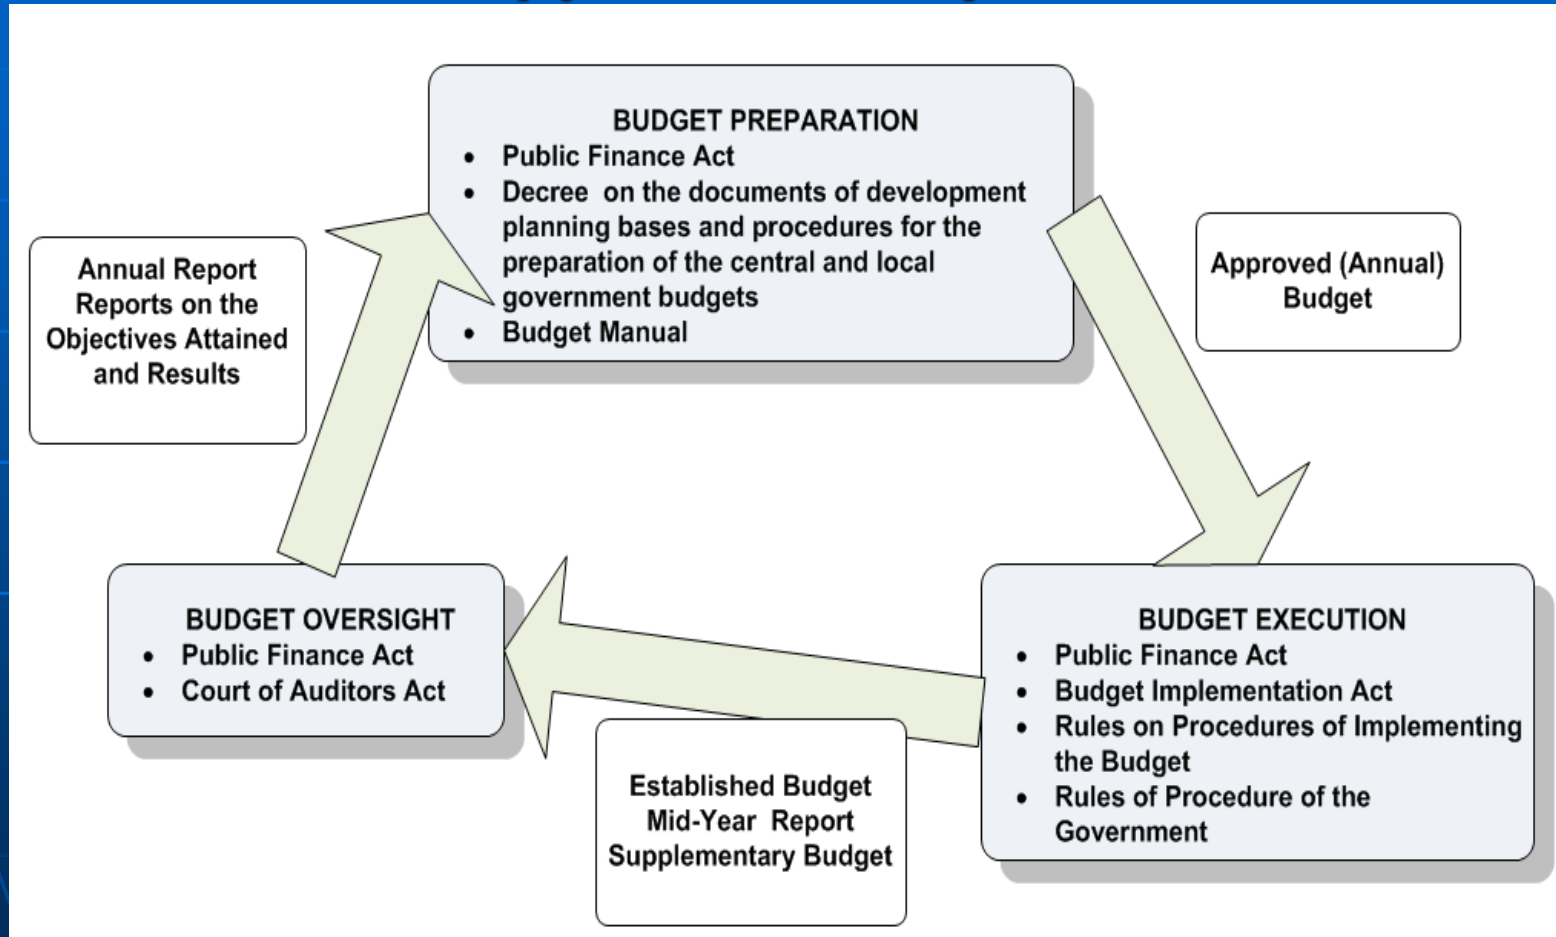 BUDGET PREPARATION
• Public Finance Act
• Decree on the documents of development
planning bases and procedures for the
preparation of the central and local
government budgets
• Budget Manual
Approved (Annual)
Budget
Annual Report
Reports on the
Objectives Attained
and Results
BUDGET OVERSIGHT
• Public Finance Act
• Court of Auditors Act
BUDGET EXECUTION
• Public Finance Act
• Budget Implementation Act
• Rules on Procedures of Implementing
the Budget
• Rules of Procedure of the
Government
Established Budget
Mid-Year Report
Supplementary Budget